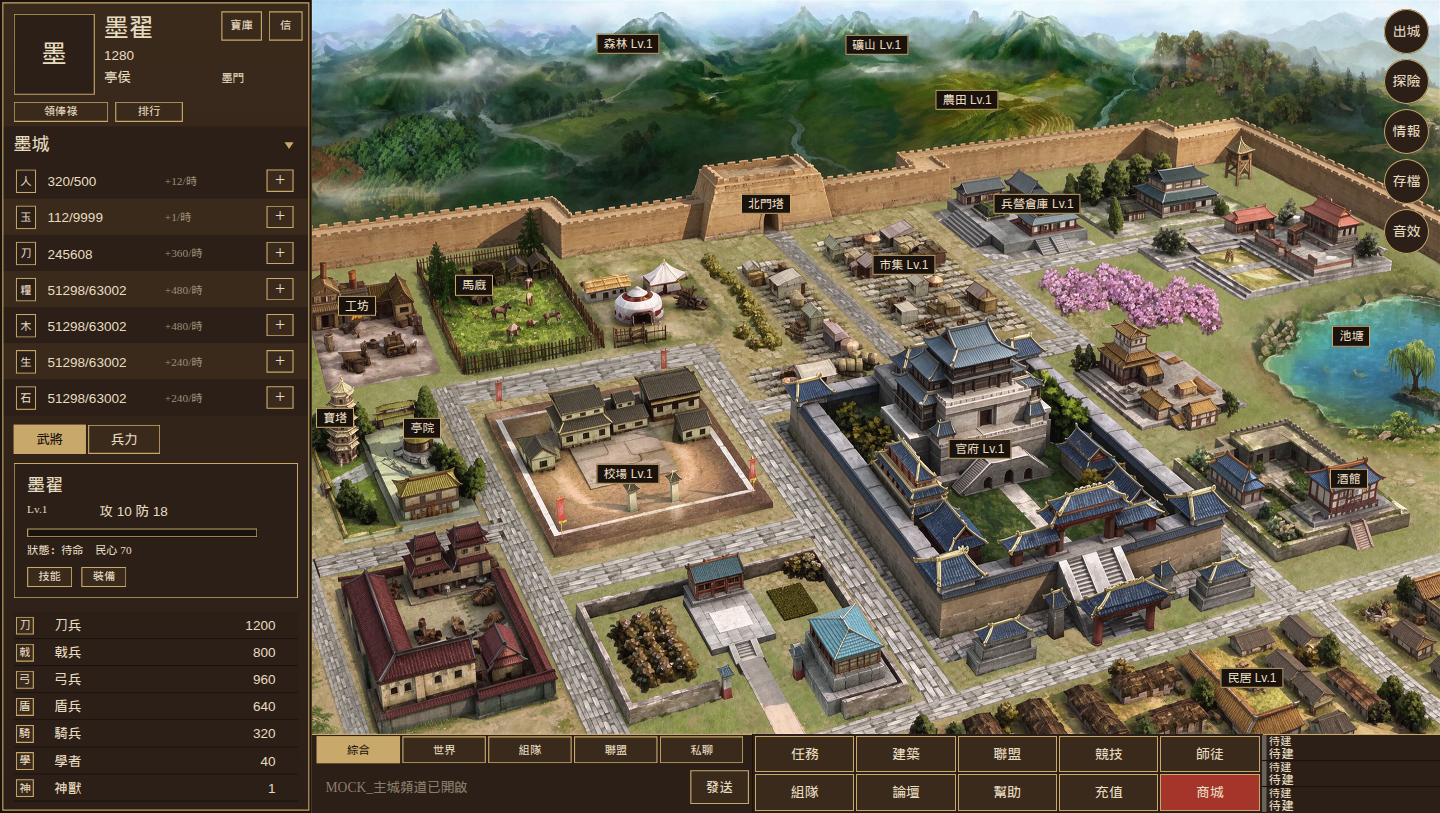 墨
墨翟
寶庫
信
1280
亭侯
墨門
領俸祿
排行
墨城
▼
人
320/500
+12/時
+
玉
112/9999
+1/時
+
刀
245608
+360/時
+
糧
51298/63002
+480/時
+
木
51298/63002
+480/時
+
生
51298/63002
+240/時
+
石
51298/63002
+240/時
+
武將
兵力
墨翟
Lv.1
攻 10 防 18
狀態：待命 民心 70
技能
裝備
刀
刀兵
1200
戟
戟兵
800
弓
弓兵
960
盾
盾兵
640
騎
騎兵
320
學
學者
40
神
神獸
1
森林 Lv.1
礦山 Lv.1
農田 Lv.1
北門塔
兵營倉庫 Lv.1
市集 Lv.1
馬廄
工坊
池塘
寶塔
亭院
校場 Lv.1
官府 Lv.1
酒館
民居 Lv.1
出城
探險
情報
存檔
音效
綜合
世界
組隊
聯盟
私聊
MOCK_主城頻道已開啟
發送
任務
建築
聯盟
競技
師徒
組隊
論壇
幫助
充值
商城
待建
待建
待建
待建
待建
待建